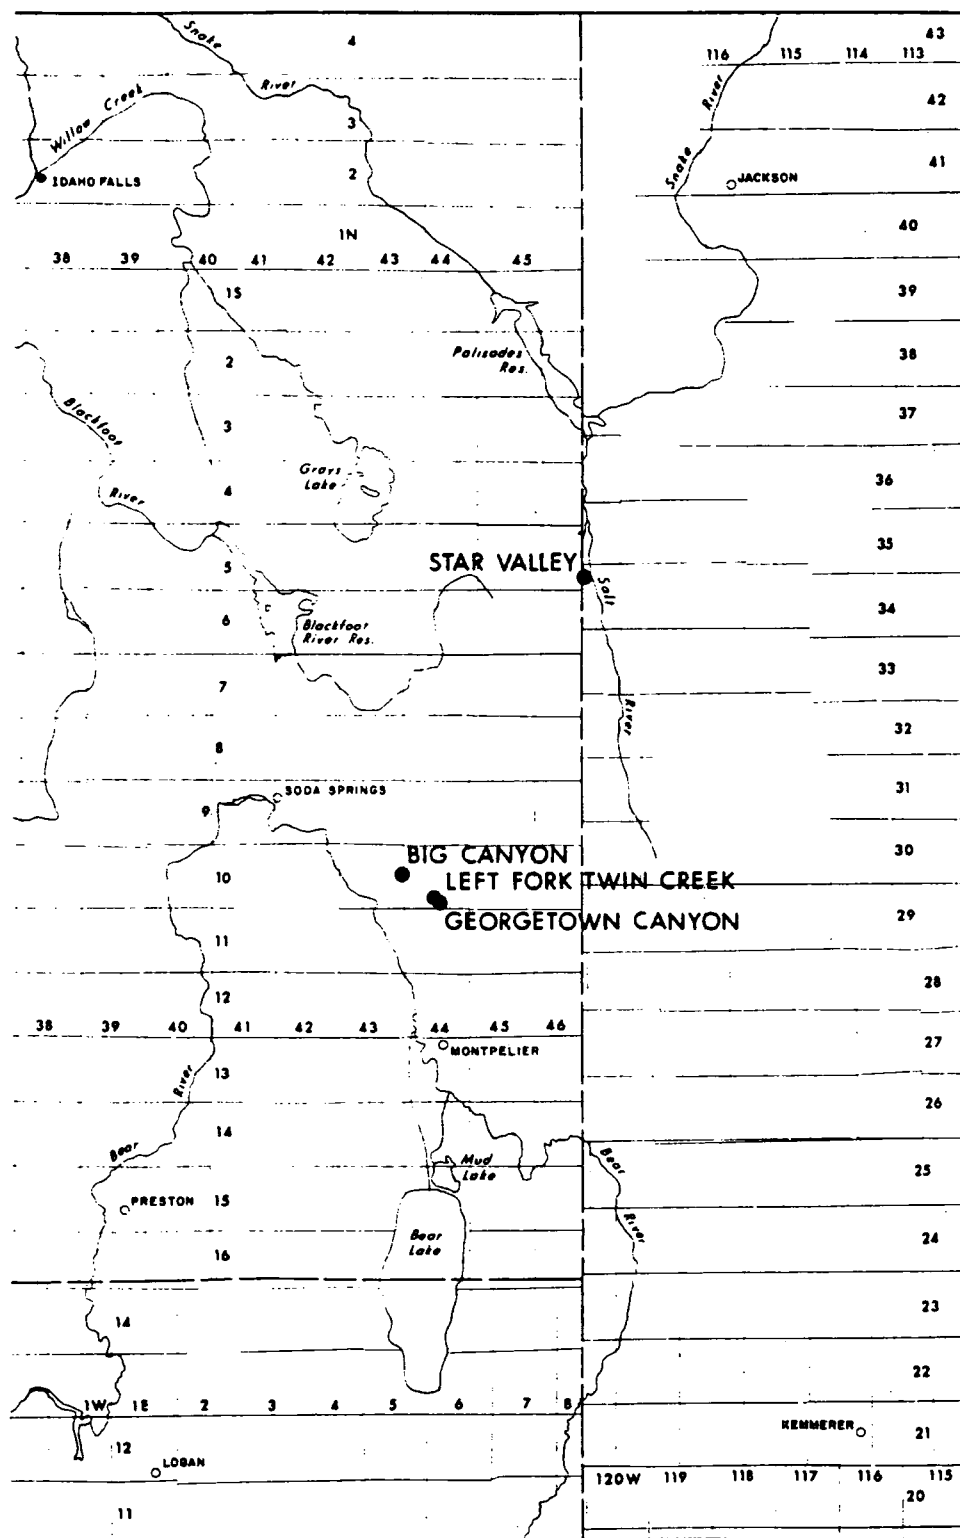 Snake
4
43
116 115 114 113
River
River
42
Willow Creek
3
41
IDAHO FALLS
2
Snake
JACKSON
1N
40
38 39 40 41 42 43 44 45
1S
39
Palisades
Res.
2
38
Blackfoot
3
37
Grays
Lake
36
River
4
35
STAR VALLEY
5
Salt
34
6
Blackfoot
River Res.
33
7
River
32
8
31
SODA SPRINGS
9
30
BIG CANYON
10
LEFT FORK TWIN CREEK
GEORGETOWN CANYON
29
11
28
12
38 39 40 41 42 43 44 45 46
27
MONTPELIER
13
River
26
14
Bear
Mud
Lake
Bear
25
PRESTON
15
River
Bear
Lake
24
16
23
14
22
1W 1E 2 3 5 6 7 8
KEMMERER
21
12
LOGAN
120W 119 118 117 116 115
20
11